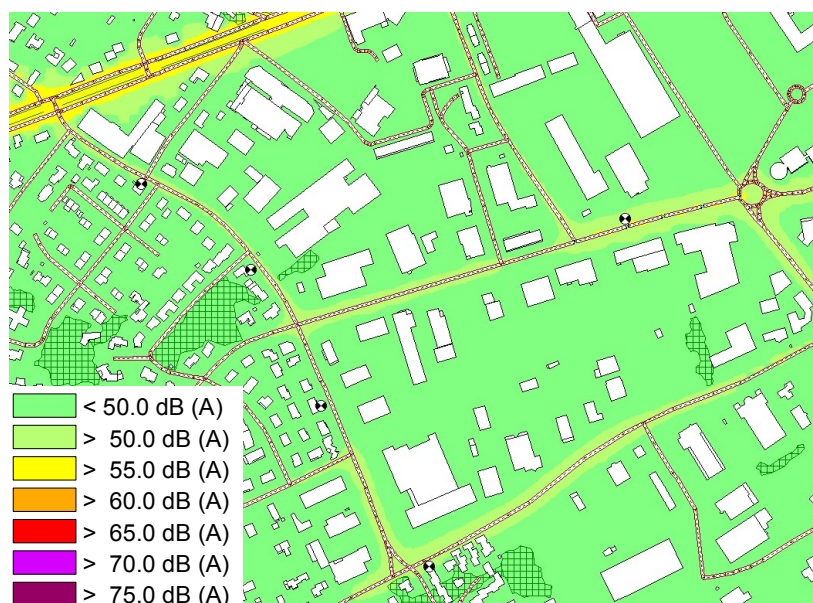 < 50.0 dB (A)
> 50.0 dB (A)
> 55.0 dB (A)
> 60.0 dB (A)
> 65.0 dB (A)
> 70.0 dB (A)
> 75.0 dB (A)